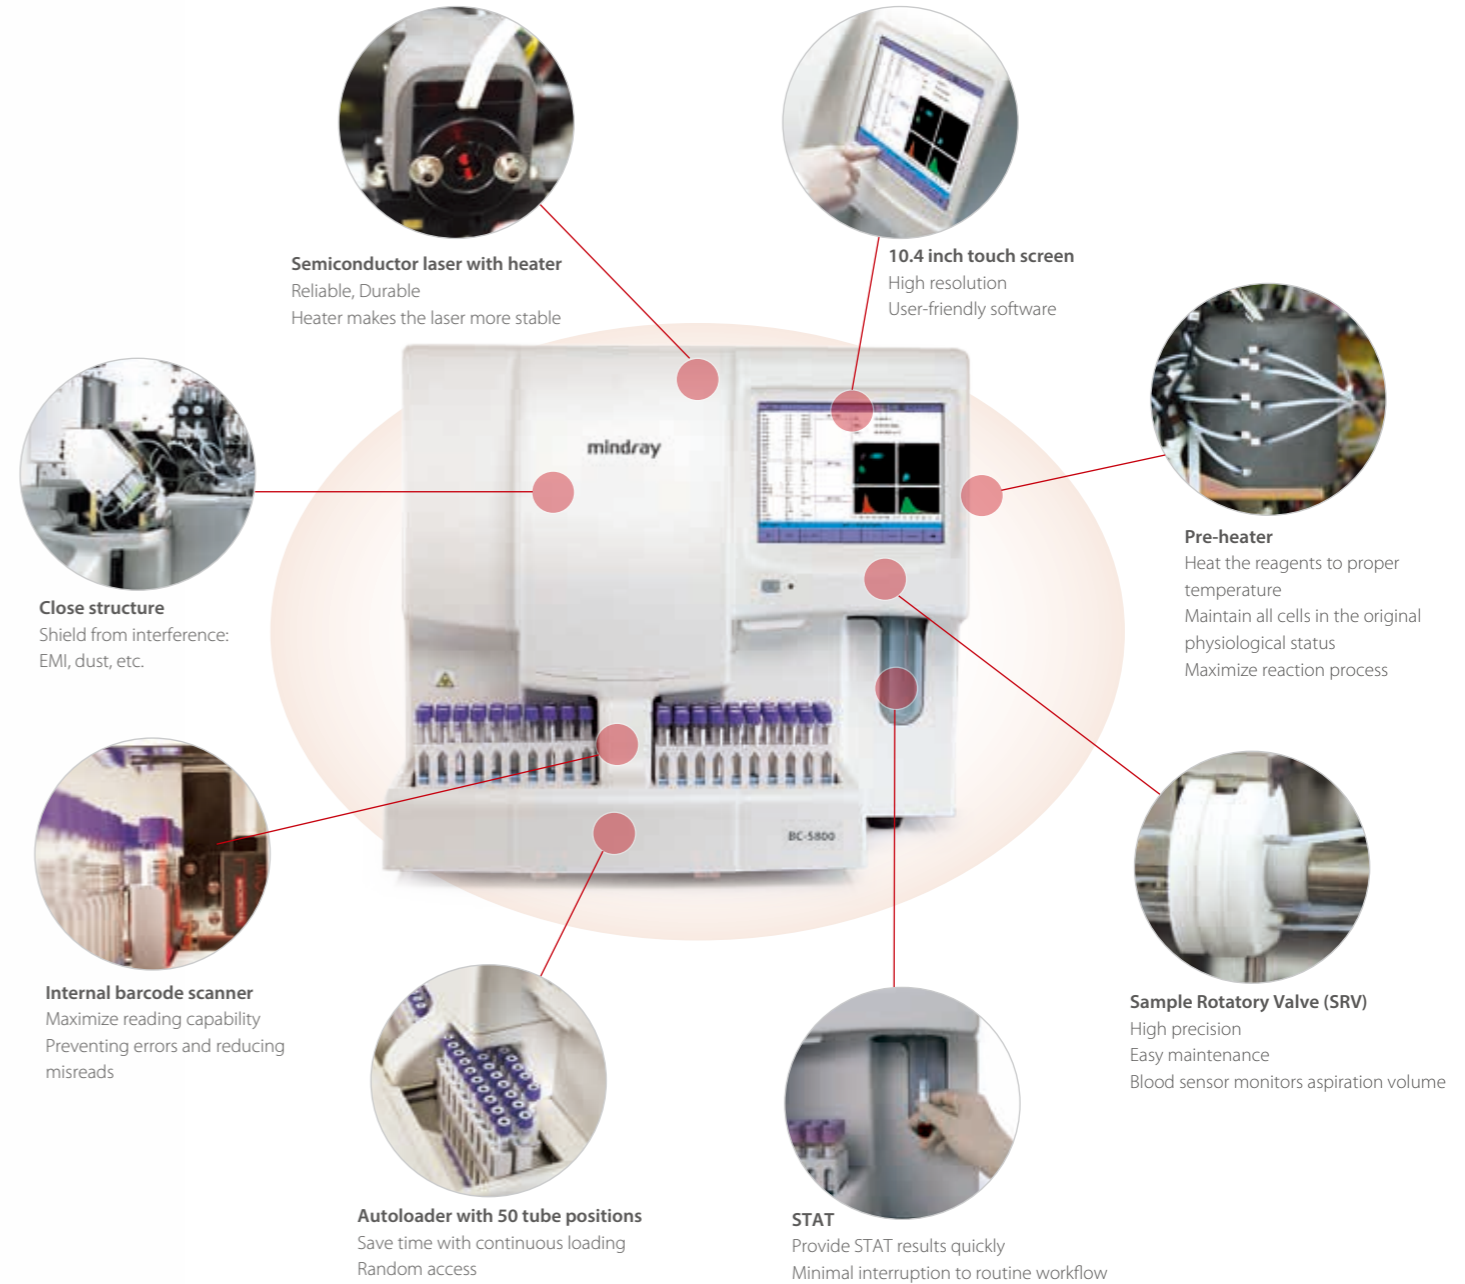 Semiconductor laser with heater
Reliable, Durable
Heater makes the laser more stable
10.4 inch touch screen
High resolution
User-friendly software
mindray
Pre-heater
Heat the reagents to proper
temperature
Maintain all cells in the original
physiological status
Maximize reaction process
Close structure
Shield from interference:
EMI, dust, etc.
BC-5800
Internal barcode scanner
Maximize reading capability
Preventing errors and reducing
misreads
Sample Rotatory Valve (SRV)
High precision
Easy maintenance
Blood sensor monitors aspiration volume
Autoloader with 50 tube positions
Save time with continuous loading
Random access
STAT
Provide STAT results quickly
Minimal interruption to routine workflow